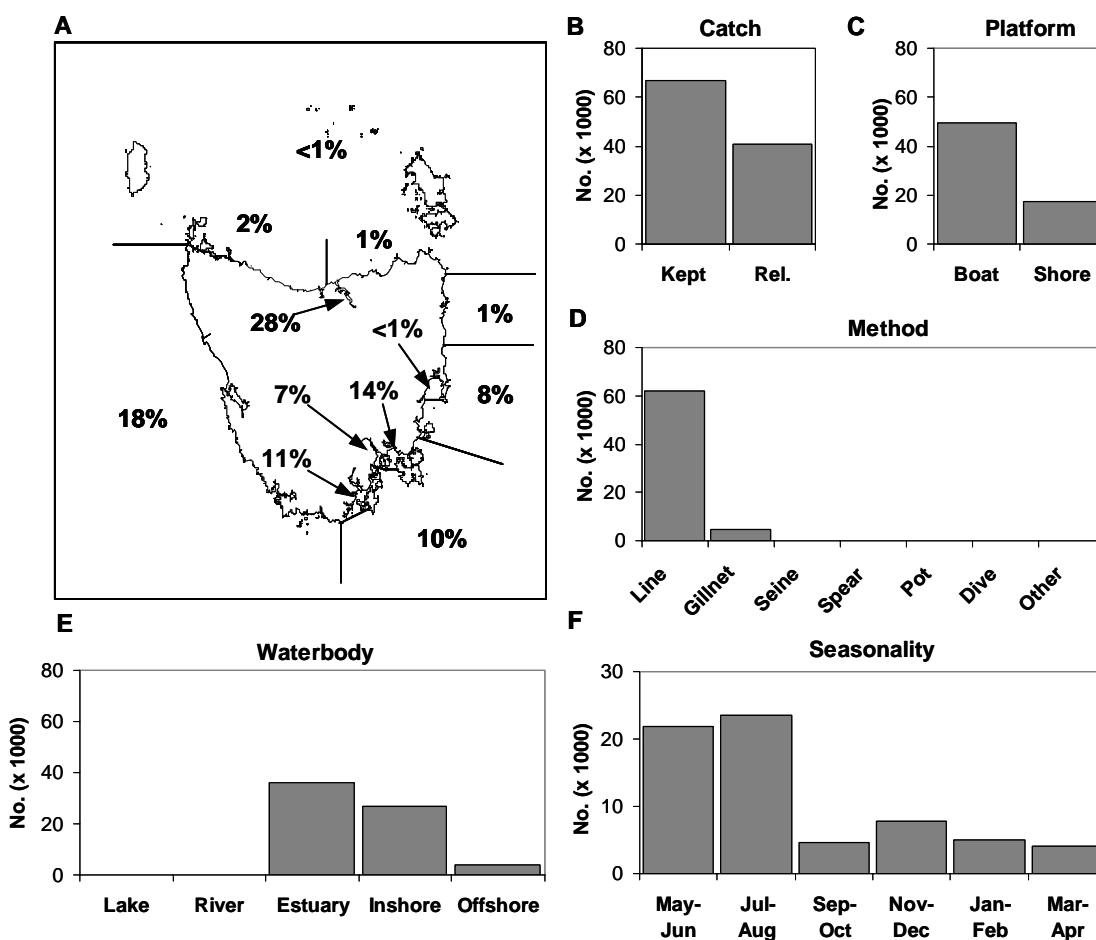 A
<1%
2%
1%
28%
1%
<1%
7%
14%
8%
18%
11%
10%
B
Catch
No. (x 1000)
80
60
40
20
0
Kept Rel.
C
Platform
No. (x 1000)
80
60
40
20
0
Boat Shore
D
Method
No. (x 1000)
80
60
40
20
0
Line Gillnet Seine Spear Pot Dive Other
E
Waterbody
No. (x 1000)
80
60
40
20
0
Lake River Estuary Inshore Offshore
F
Seasonality
No. (x 1000)
30
20
10
0
May- Jul- Sep- Nov- Jan- Mar-
Jun Aug Oct Dec Feb Apr